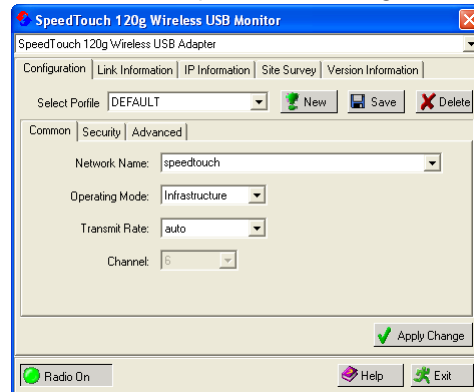 SpeedTouch 120g Wireless USB Monitor
SpeedTouch 120g Wireless USB Adapter
Configuration Link Information IP Information Site Survey Version Information
Select Porfile DEFAULT New Save Delete
Common Security Advanced
Network Name: speedtouch
Operating Mode: Infrastructure
Transmit Rate: auto
Channel: 6
Apply Change
Radio On Help Exit